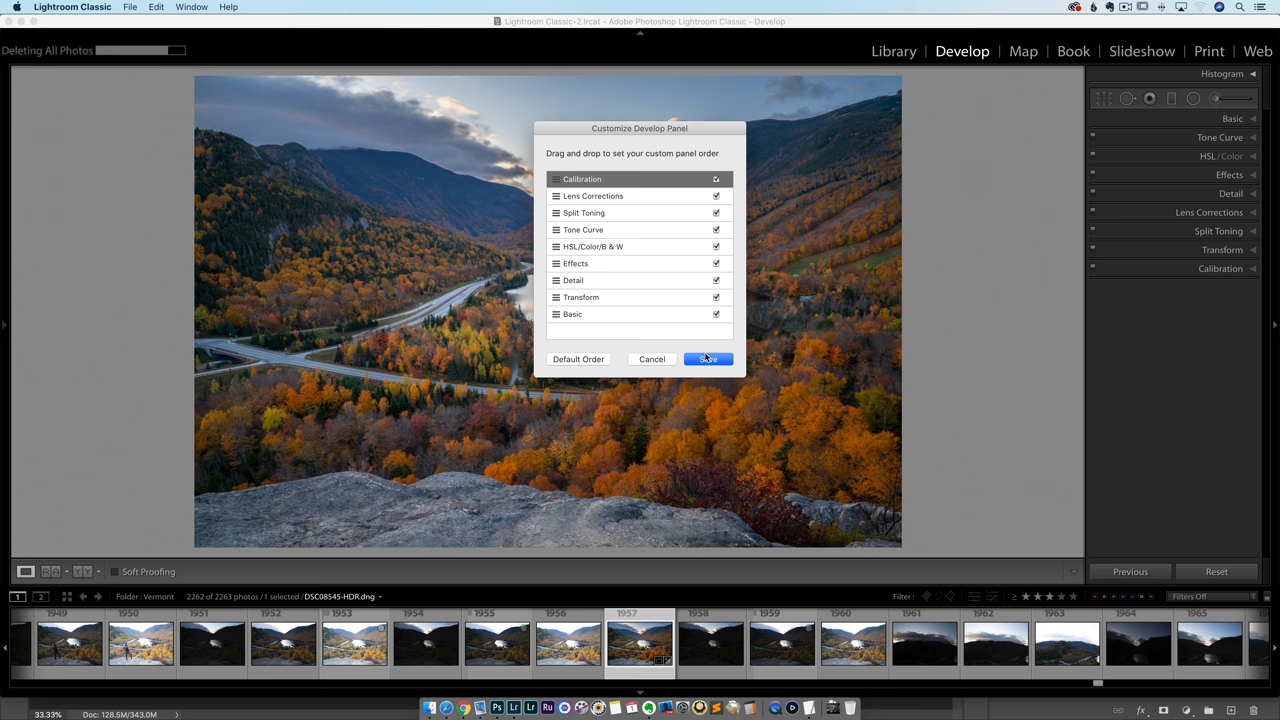 Lightroom Classic File Edit Window Help
Lightroom Classic-2.lrcat - Adobe Photoshop Lightroom Classic - Develop
Deleting All Photos
Library | Develop | Map | Book | Slideshow | Print | Web
Histogram
Basic
Tone Curve
HSL / Color
Effects
Detail
Lens Corrections
Split Toning
Transform
Calibration
Customize Develop Panel
Drag and drop to set your custom panel order
Calibration
Lens Corrections
Split Toning
Tone Curve
HSL/Color/B & W
Effects
Detail
Transform
Basic
Default Order Cancel
Soft Proofing
Previous Reset
1 2 Folder : Vermont 2262 of 2263 photos / 1 selected / DSC08545-HDR.dng Filter : Filters Off
1949 1950 1951 1952 1953 1954 1955 1956 1957 1958 1959 1960 1961 1962 1963 1964 1965
33.33% Doc: 128.5M/343.0M